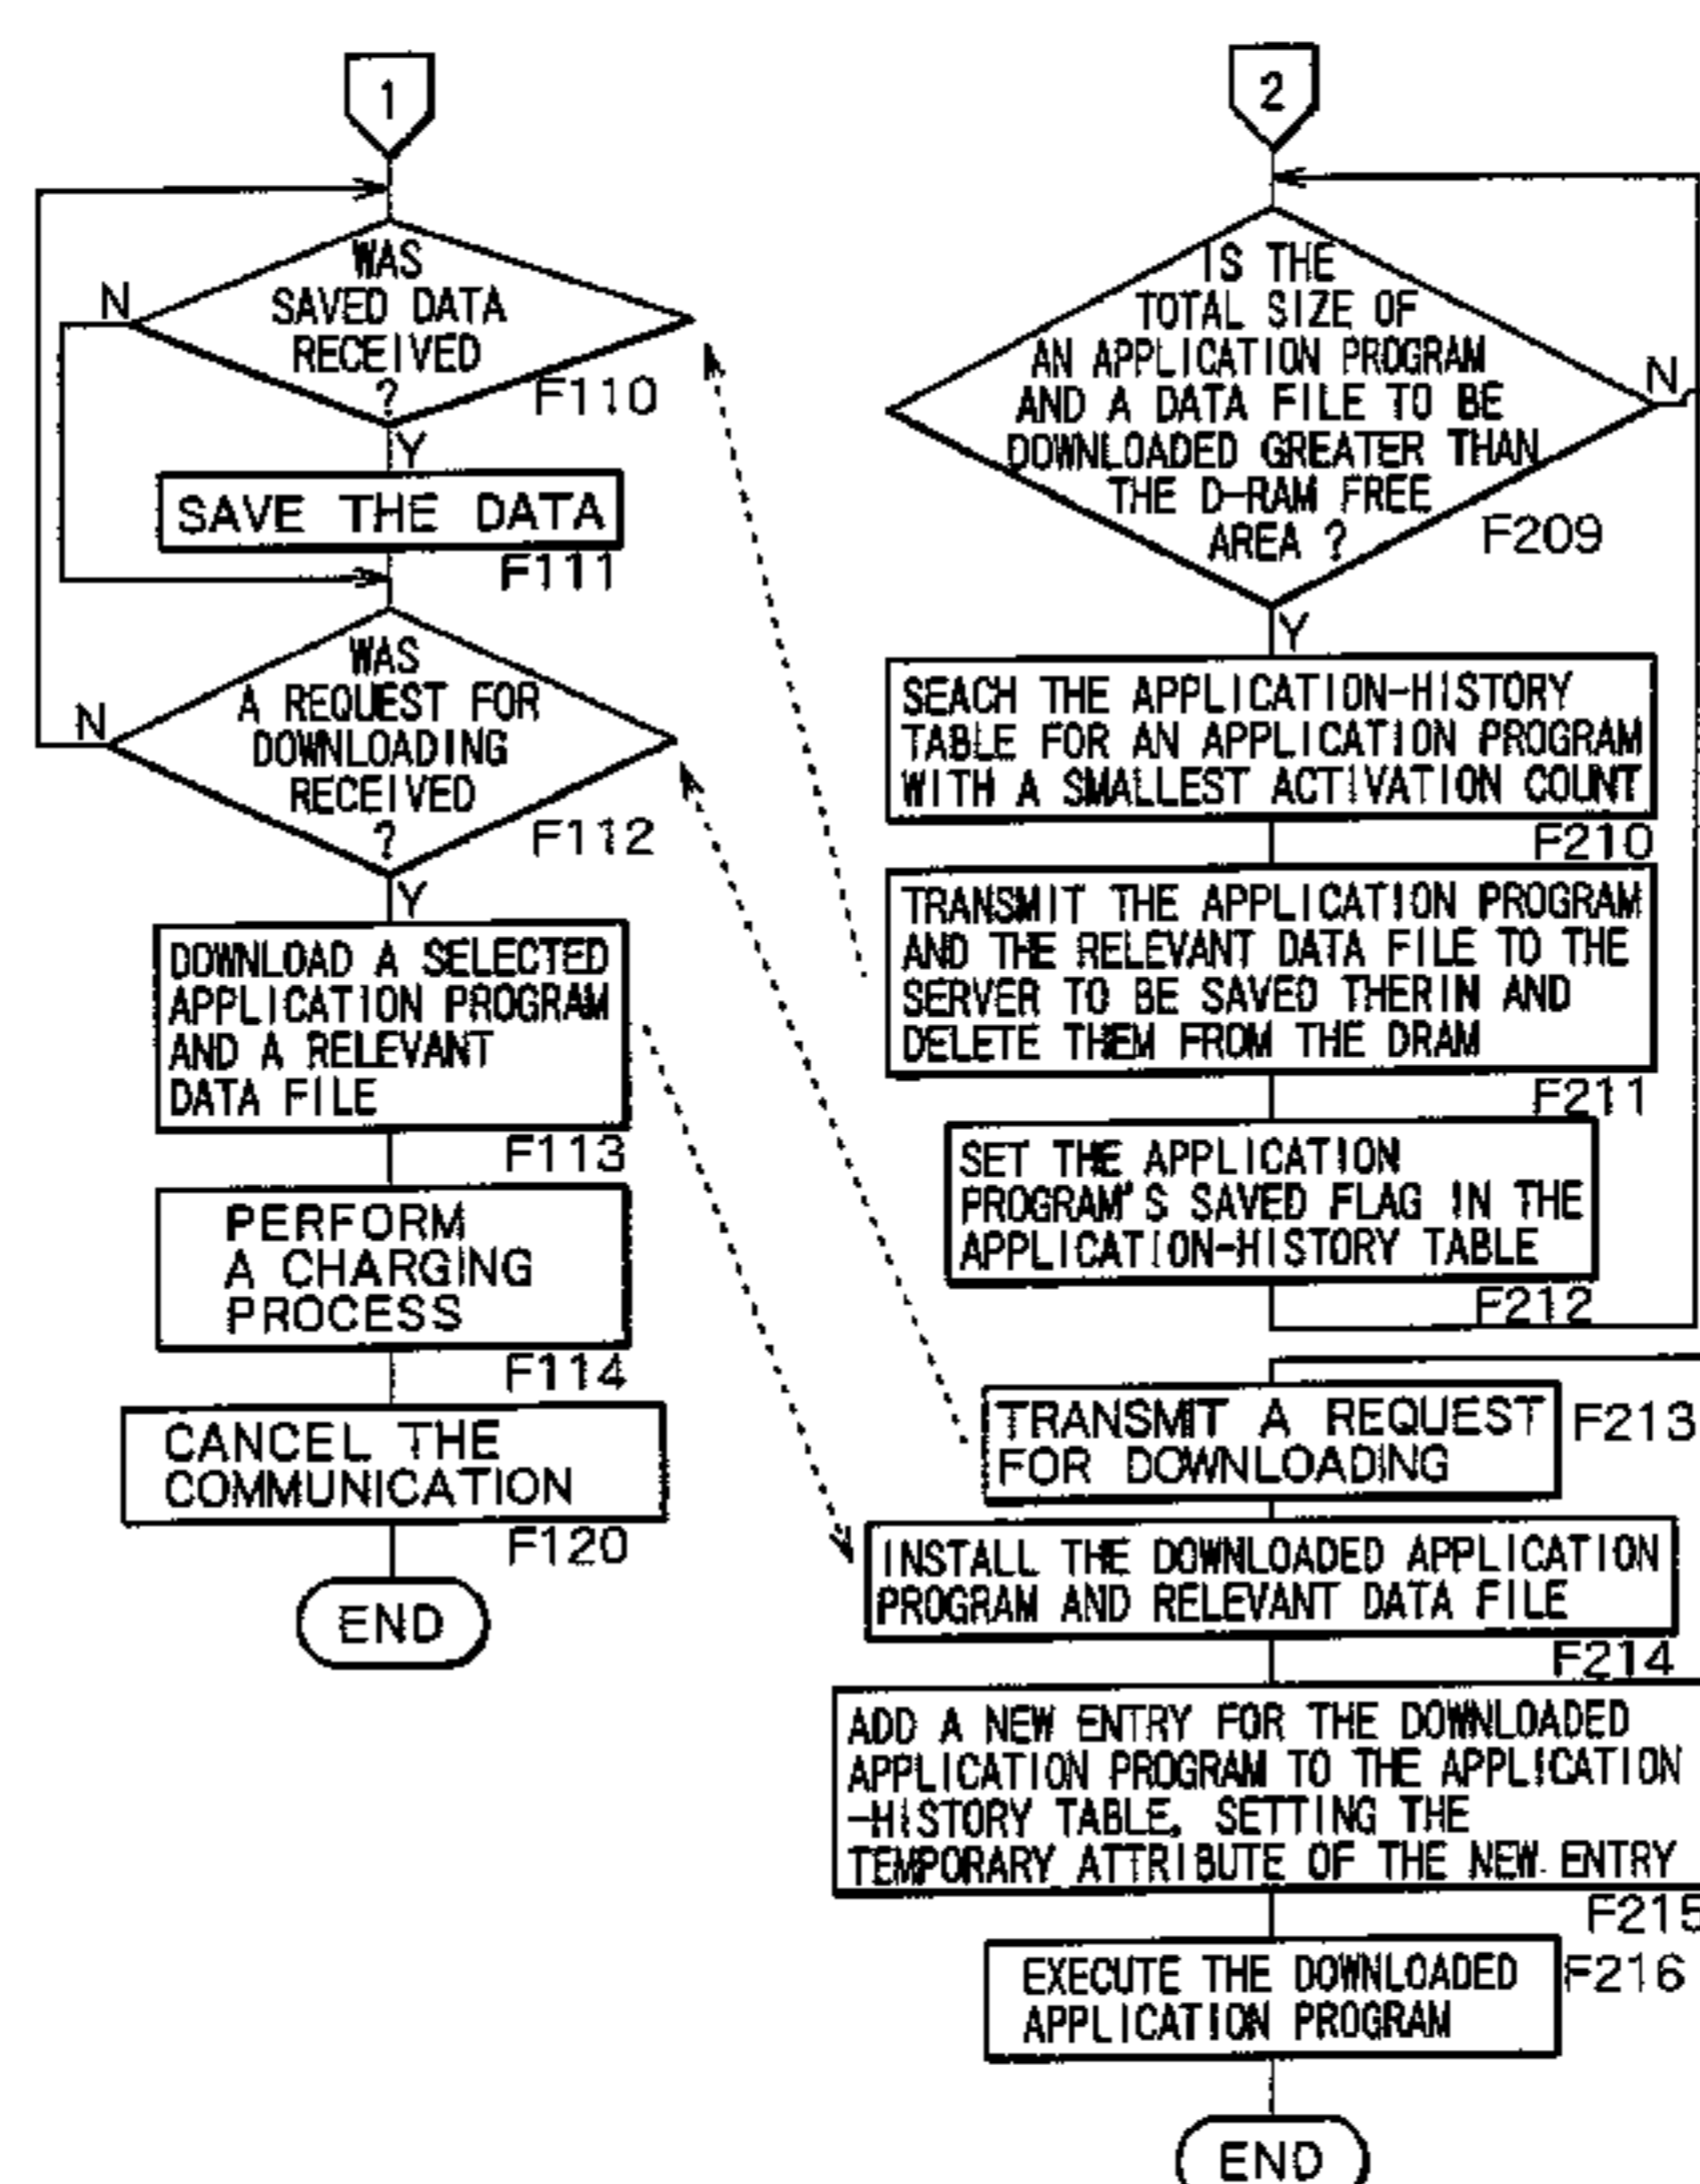 1
WAS
SAVED DATA
RECEIVED
?
N
F110
Y
SAVE THE DATA
F111
WAS
A REQUEST FOR
DOWNLOADING
RECEIVED
?
N
F112
Y
DOWNLOAD A SELECTED
APPLICATION PROGRAM
AND A RELEVANT
DATA FILE
F113
PERFORM
A CHARGING
PROCESS
F114
CANCEL THE
COMMUNICATION
F120
END
2
IS THE
TOTAL SIZE OF
AN APPLICATION PROGRAM
AND A DATA FILE TO BE
DOWNLOADED GREATER THAN
THE D-RAM FREE
AREA ?
N
F209
Y
SEACH THE APPLICATION-HISTORY
TABLE FOR AN APPLICATION PROGRAM
WITH A SMALLEST ACTIVATION COUNT
F210
TRANSMIT THE APPLICATION PROGRAM
AND THE RELEVANT DATA FILE TO THE
SERVER TO BE SAVED THERIN AND
DELETE THEM FROM THE DRAM
F211
SET THE APPLICATION
PROGRAM'S SAVED FLAG IN THE
APPLICATION-HISTORY TABLE
F212
TRANSMIT A REQUEST
FOR DOWNLOADING
F213
INSTALL THE DOWNLOADED APPLICATION
PROGRAM AND RELEVANT DATA FILE
F214
ADD A NEW ENTRY FOR THE DOWNLOADED
APPLICATION PROGRAM TO THE APPLICATION
-HISTORY TABLE, SETTING THE
TEMPORARY ATTRIBUTE OF THE NEW ENTRY
F215
EXECUTE THE DOWNLOADED
APPLICATION PROGRAM
F216
END